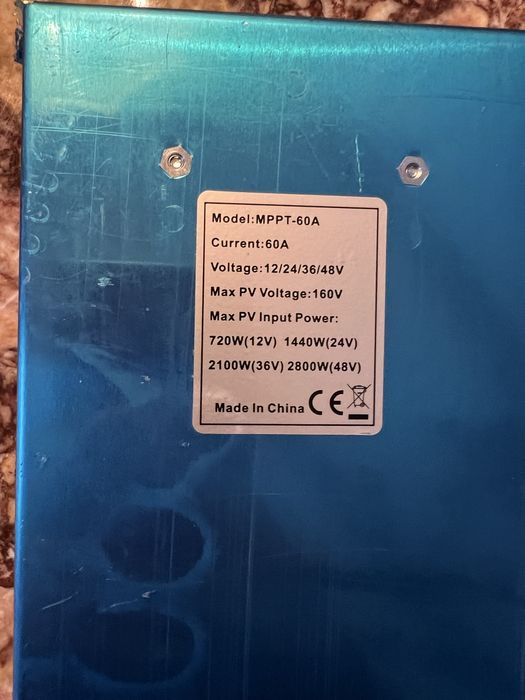 Model:MPPT-60A
Current:60A
Voltage:12/24/36/48V
Max PV Voltage:160V
Max PV Input Power:
720W(12V) 1440W(24V)
2100W(36V) 2800W(48V)
Made In China CE